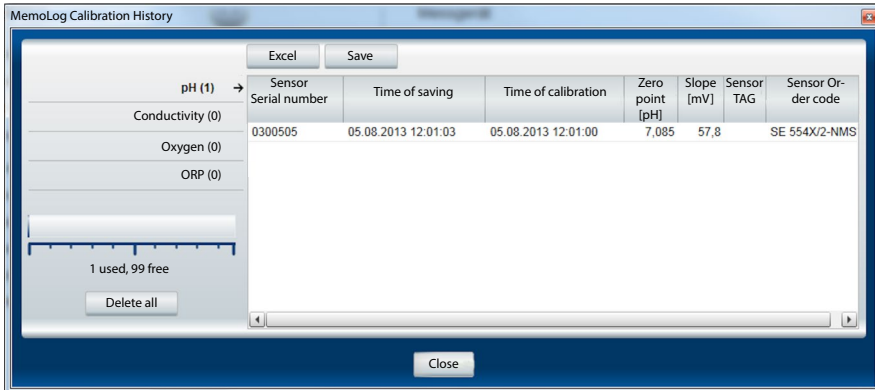 MemoLog Calibration History
Excel Save
pH (1) →
Conductivity (0)
Oxygen (0)
ORP (0)
1 used, 99 free
Delete all
Sensor Serial number Time of saving Time of calibration Zero point [pH] Slope [mV] Sensor TAG Sensor Or-der code
0300505 05.08.2013 12:01:03 05.08.2013 12:01:00 7,085 57,8 SE 554X/2-NMS
Close